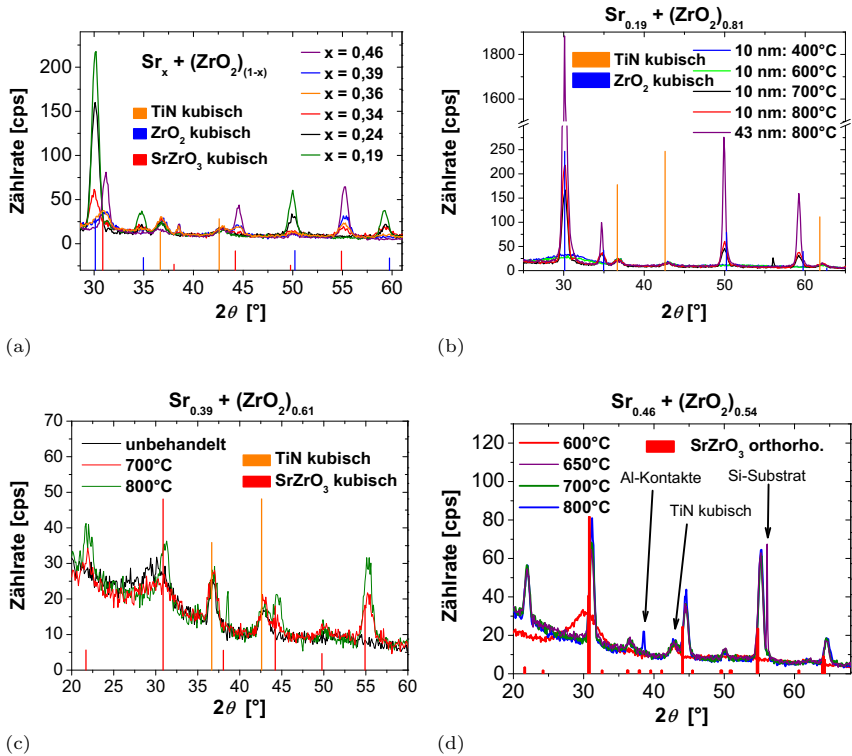 Sr0.19 + (ZrO2)0.81
Srx + (ZrO2)(1-x)
x = 0,46
x = 0,39
x = 0,36
x = 0,34
x = 0,24
x = 0,19
TiN kubisch
ZrO2 kubisch
SrZrO3 kubisch
Zählrate [cps]
250
200
150
100
50
0
30 35 40 45 50 55 60
2θ [°]
(a)
TiN kubisch
ZrO2 kubisch
10 nm: 400°C
10 nm: 600°C
10 nm: 700°C
10 nm: 800°C
43 nm: 800°C
Zählrate [cps]
1800
1600
250
200
150
100
50
0
30 40 50 60
2θ [°]
(b)
Sr0.39 + (ZrO2)0.61
unbehandelt
700°C
800°C
TiN kubisch
SrZrO3 kubisch
Zählrate [cps]
70
60
50
40
30
20
10
0
20 25 30 35 40 45 50 55 60
2θ [°]
(c)
Sr0.46 + (ZrO2)0.54
600°C
650°C
700°C
800°C
SrZrO3 orthorho.
Al-Kontakte
Si-Substrat
TiN kubisch
Zählrate [cps]
120
100
80
60
40
20
0
20 30 40 50 60
2θ [°]
(d)